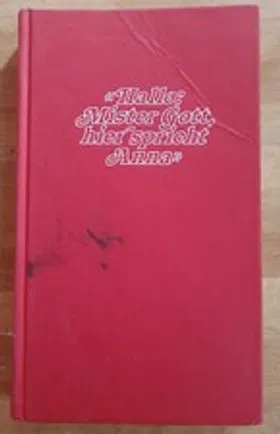 «Hallo,
Mister Gott,
hier spricht
Anna»